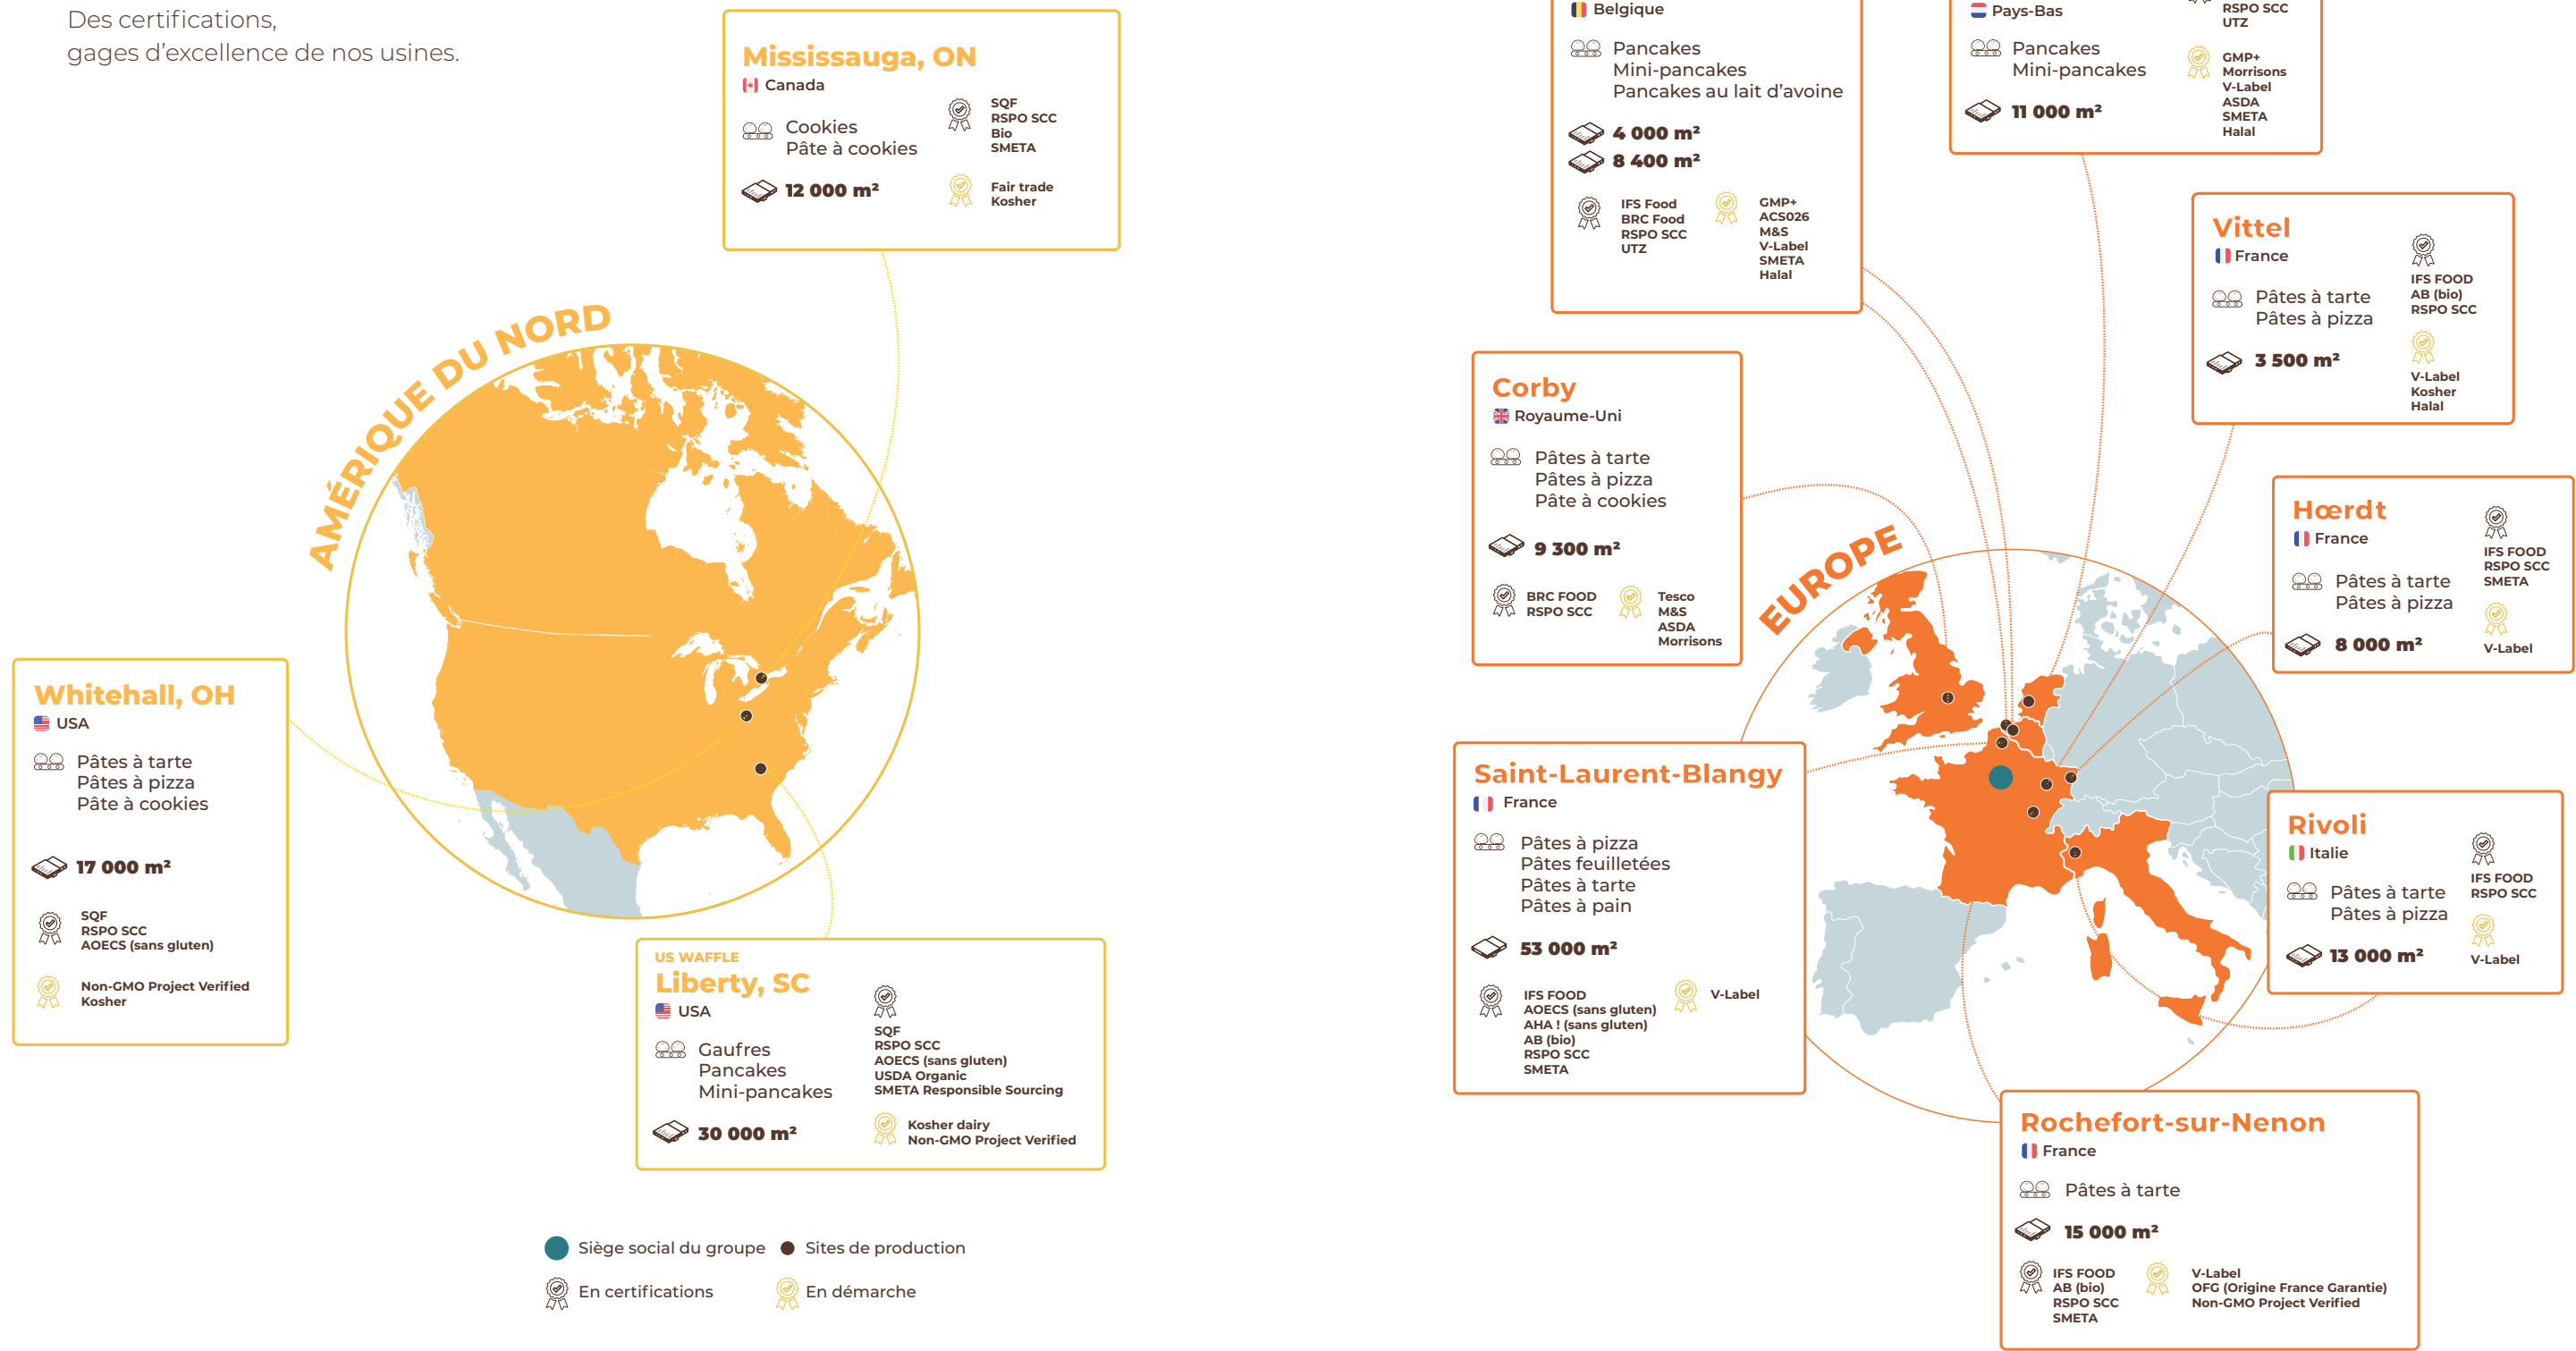 Des certifications,
gages d’excellence de nos usines.
Mississauga, ON
Canada
Cookies
Pâte à cookies
12 000 m²
SQF
RSPO SCC
Bio
SMETA
Fair trade
Kosher
AMÉRIQUE DU NORD
Whitehall, OH
USA
Pâtes à tarte
Pâtes à pizza
Pâte à cookies
17 000 m²
SQF
RSPO SCC
AOECS (sans gluten)
Non-GMO Project Verified
Kosher
US WAFFLE
Liberty, SC
USA
Gaufres
Pancakes
Mini-pancakes
30 000 m²
SQF
RSPO SCC
AOECS (sans gluten)
USDA Organic
SMETA Responsible Sourcing
Kosher dairy
Non-GMO Project Verified
Siège social du groupe
Sites de production
En certifications
En démarche
Belgique
Pancakes
Mini-pancakes
Pancakes au lait d’avoine
4 000 m²
8 400 m²
IFS Food
BRC Food
RSPO SCC
UTZ
GMP+
ACS026
M&S
V-Label
SMETA
Halal
Pays-Bas
Pancakes
Mini-pancakes
11 000 m²
RSPO SCC
UTZ
GMP+
Morrisons
V-Label
ASDA
SMETA
Halal
Vittel
France
Pâtes à tarte
Pâtes à pizza
3 500 m²
IFS FOOD
AB (bio)
RSPO SCC
V-Label
Kosher
Halal
Corby
Royaume-Uni
Pâtes à tarte
Pâtes à pizza
Pâte à cookies
9 300 m²
BRC FOOD
RSPO SCC
Tesco
M&S
ASDA
Morrisons
EUROPE
Hœrdt
France
Pâtes à tarte
Pâtes à pizza
8 000 m²
IFS FOOD
RSPO SCC
SMETA
V-Label
Saint-Laurent-Blangy
France
Pâtes à pizza
Pâtes feuilletées
Pâtes à tarte
Pâtes à pain
53 000 m²
IFS FOOD
AOECS (sans gluten)
AHA ! (sans gluten)
AB (bio)
RSPO SCC
SMETA
V-Label
Rivoli
Italie
Pâtes à tarte
Pâtes à pizza
13 000 m²
IFS FOOD
RSPO SCC
V-Label
Rochefort-sur-Nenon
France
Pâtes à tarte
15 000 m²
IFS FOOD
AB (bio)
RSPO SCC
SMETA
V-Label
OFG (Origine France Garantie)
Non-GMO Project Verified